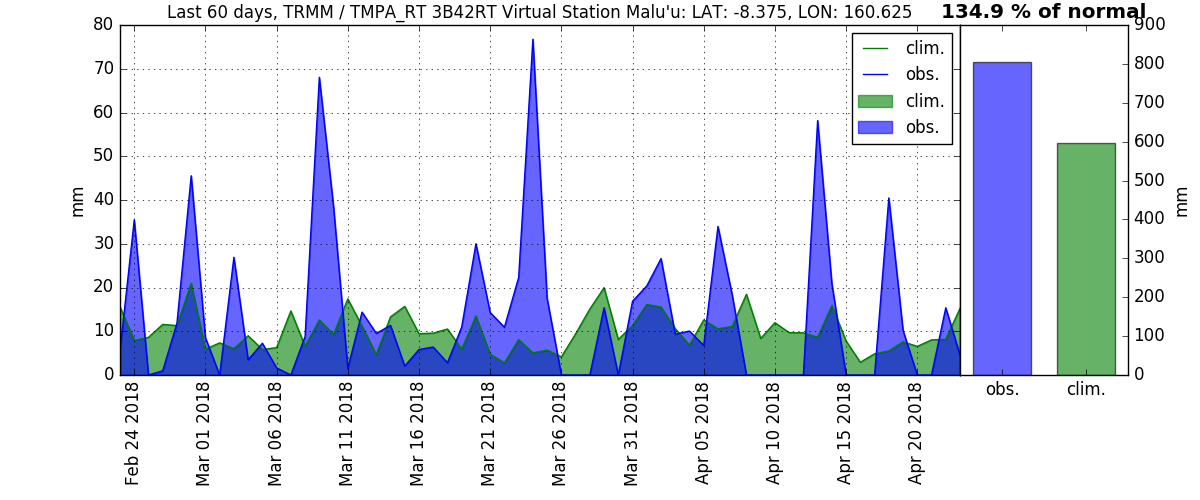 Last 60 days, TRMM / TMPA_RT 3B42RT Virtual Station Malu'u: LAT: -8.375, LON: 160.625
134.9 % of normal
80
70
60
50
40
30
20
10
0
mm
clim.
obs.
clim.
obs.
900
800
700
600
500
400
300
200
100
0
mm
Feb 24 2018
Mar 01 2018
Mar 06 2018
Mar 11 2018
Mar 16 2018
Mar 21 2018
Mar 26 2018
Mar 31 2018
Apr 05 2018
Apr 10 2018
Apr 15 2018
Apr 20 2018
obs.
clim.